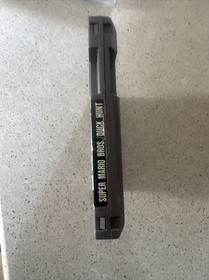 SUPER MARIO BROS./DUCK HUNT